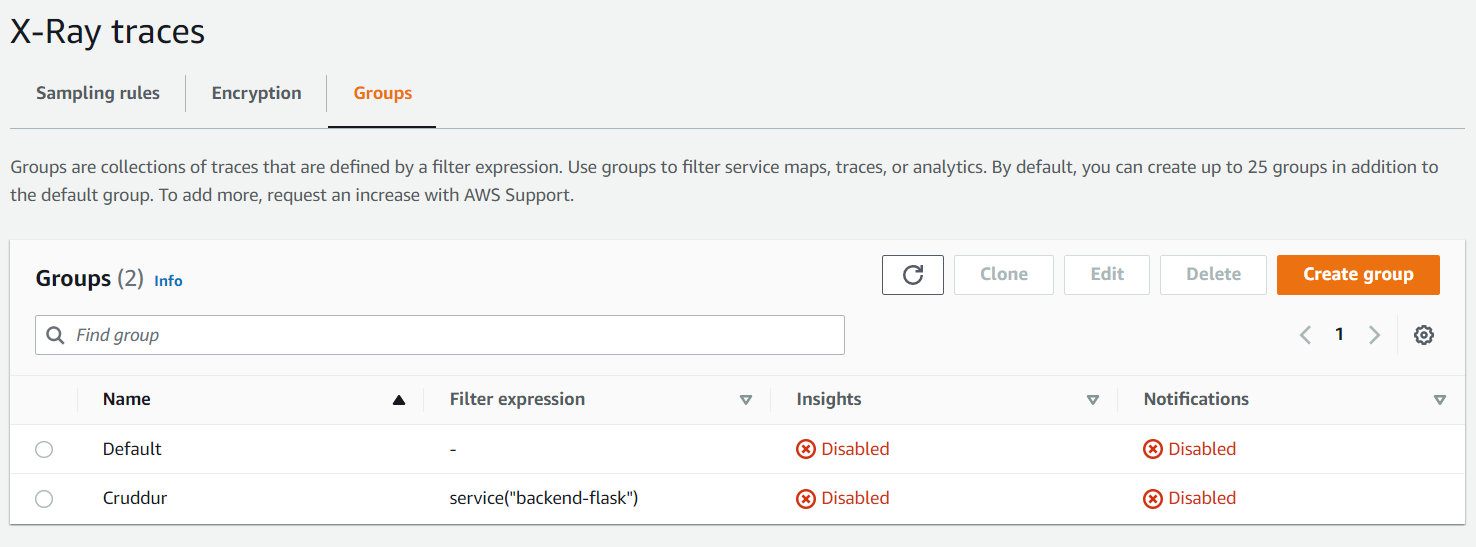 X-Ray traces
Sampling rules Encryption Groups
Groups are collections of traces that are defined by a filter expression. Use groups to filter service maps, traces, or analytics. By default, you can create up to 25 groups in addition to
the default group. To add more, request an increase with AWS Support.
Groups (2) Info Clone Edit Delete Create group
Find group 1
Name Filter expression Insights Notifications
Default - Disabled Disabled
Cruddur service("backend-flask") Disabled Disabled